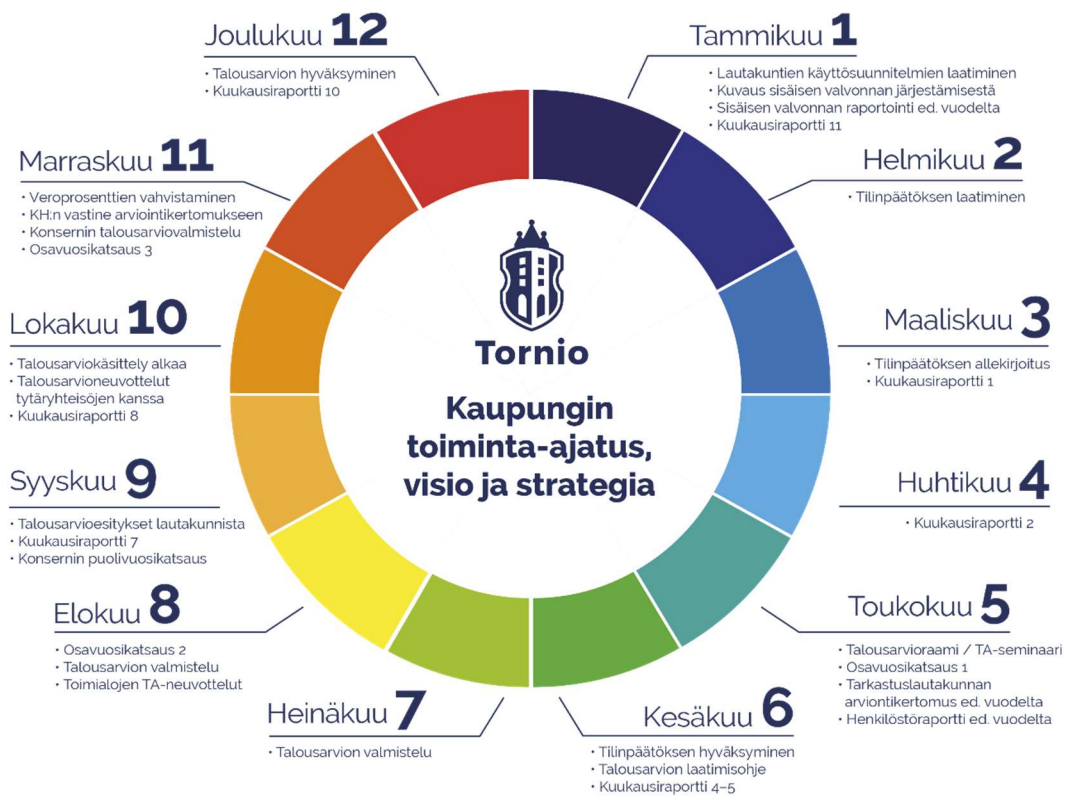 Joulukuu 12
• Talousarvion hyväksyminen
• Kuukausiraportti 10
Tammikuu 1
• Lautakuntien käyttösuunnitelmien laatiminen
• Kuvaus sisäisen valvonnan järjestämisestä
• Sisäisen valvonnan raportointi ed. vuodelta
• Kuukausiraportti 11
Marraskuu 11
• Veroprosenttien vahvistaminen
• KH:n vastine arviointikertomukseen
• Konsernin talousarviovalmistelu
• Osavuosikatsaus 3
Helmikuu 2
• Tilinpäätöksen laatiminen
Lokakuu 10
• Talousarviokäsittely alkaa
• Talousarvioneuvottelut
tytäryhteisöjen kanssa
• Kuukausiraportti 8
Tornio
Kaupungin
toiminta-ajatus,
visio ja strategia
Maaliskuu 3
• Tilinpäätöksen allekirjoitus
• Kuukausiraportti 1
Syyskuu 9
• Talousarvioesitykset lautakunnista
• Kuukausiraportti 7
• Konsernin puolivuosikatsaus
Huhtikuu 4
• Kuukausiraportti 2
Elokuu 8
• Osavuosikatsaus 2
• Talousarvion valmistelu
• Toimialojen TA-neuvottelut
Toukokuu 5
• Talousarvioraami / TA-seminaari
• Osavuosikatsaus 1
• Tarkastuslautakunnan
arviontikertomus ed. vuodelta
• Henkilöstöraportti ed. vuodelta
Heinäkuu 7
• Talousarvion valmistelu
Kesäkuu 6
• Tilinpäätöksen hyväksyminen
• Talousarvion laatimisohje
• Kuukausiraportti 4–5